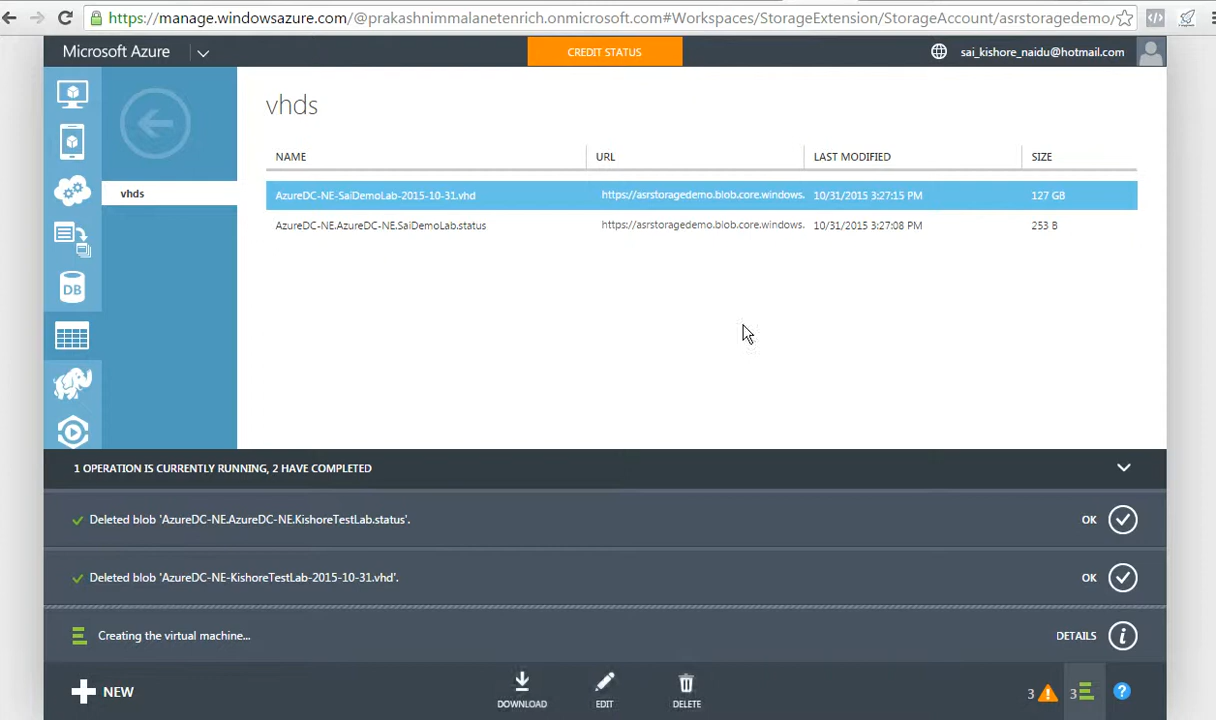 https://manage.windowsazure.com/@prakashnimmalanetenrich.onmicrosoft.com#Workspaces/StorageExtension/StorageAccount/asrstoragedemo/
Microsoft Azure
CREDIT STATUS
sai_kishore_naidu@hotmail.com
vhds
NAME URL LAST MODIFIED SIZE
vhds
AzureDC-NE-SaiDemoLab-2015-10-31.vhd https://asrstoragedemo.blob.core.windows. 10/31/2015 3:27:15 PM 127 GB
AzureDC-NE.AzureDC-NE.SaiDemoLab.status https://asrstoragedemo.blob.core.windows. 10/31/2015 3:27:08 PM 253 B
DB
1 OPERATION IS CURRENTLY RUNNING, 2 HAVE COMPLETED
Deleted blob 'AzureDC-NE.AzureDC-NE.KishoreTestLab.status'. OK
Deleted blob 'AzureDC-NE-KishoreTestLab-2015-10-31.vhd'. OK
Creating the virtual machine... DETAILS
NEW
DOWNLOAD EDIT DELETE
3 3 ?